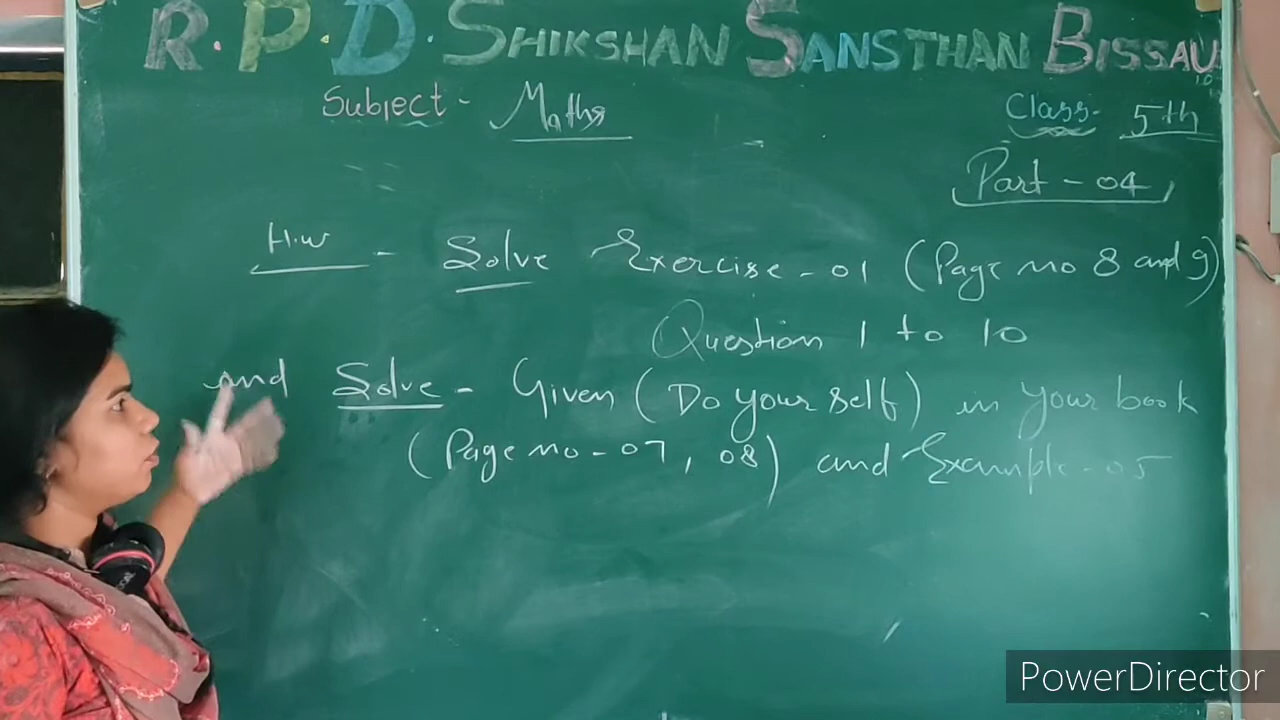 R.P.D. SHIKSHAN SANSTHAN BISSAU
Subject - Maths
Class - 5th
Part - 04
H.w - Solve Exercise - 01 (Page no 8 and 9)
Question 1 to 10
and Solve - Given (Do your self) in your book
(Page no - 07, 08) and Example - 05
PowerDirector